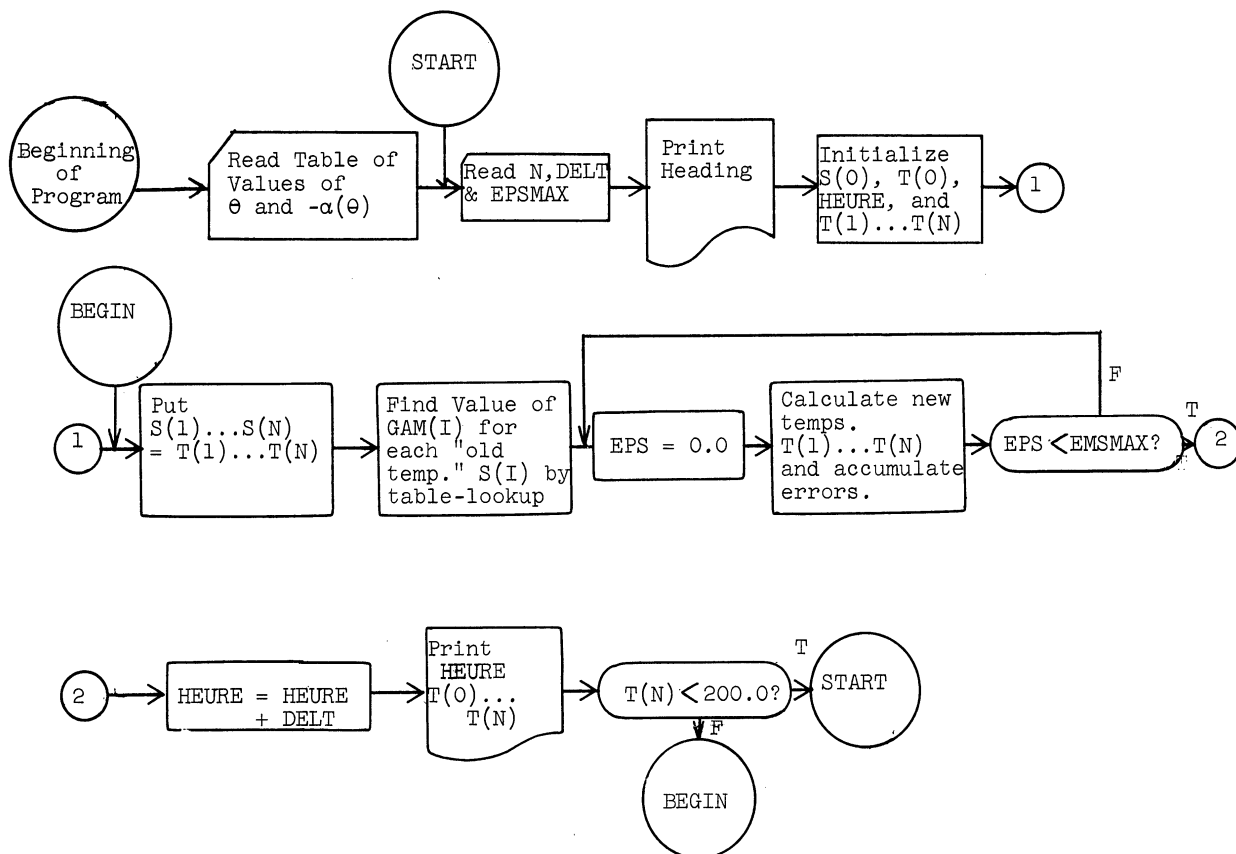 START
Beginning
of
Program
Read Table of
Values of
θ and -α(θ)
Read N,DELT
& EPSMAX
Print
Heading
Initialize
S(0), T(0),
HEURE, and
T(1)...T(N)
1
BEGIN
1
Put
S(1)...S(N)
= T(1)...T(N)
Find Value of
GAM(I) for
each "old
temp." S(I) by
table-lookup
EPS = 0.0
Calculate new
temps.
T(1)...T(N)
and accumulate
errors.
F
EPS < EMSMAX?
T
2
2
HEURE = HEURE
+ DELT
Print
HEURE
T(0)...
T(N)
T(N) < 200.0?
T
START
F
BEGIN